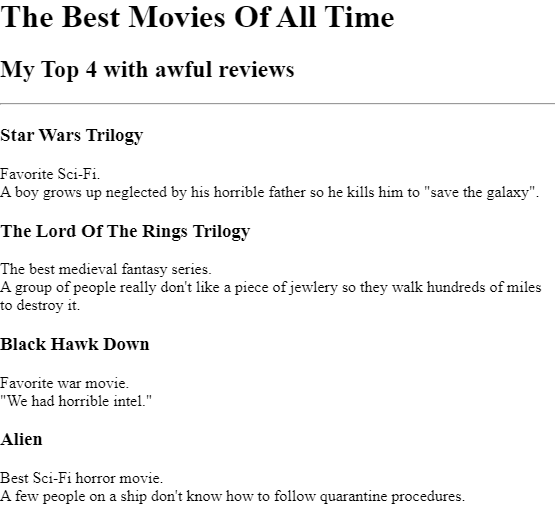 The Best Movies Of All Time
My Top 4 with awful reviews
Star Wars Trilogy
Favorite Sci-Fi.
A boy grows up neglected by his horrible father so he kills him to "save the galaxy".
The Lord Of The Rings Trilogy
The best medieval fantasy series.
A group of people really don't like a piece of jewlery so they walk hundreds of miles
to destroy it.
Black Hawk Down
Favorite war movie.
"We had horrible intel."
Alien
Best Sci-Fi horror movie.
A few people on a ship don't know how to follow quarantine procedures.